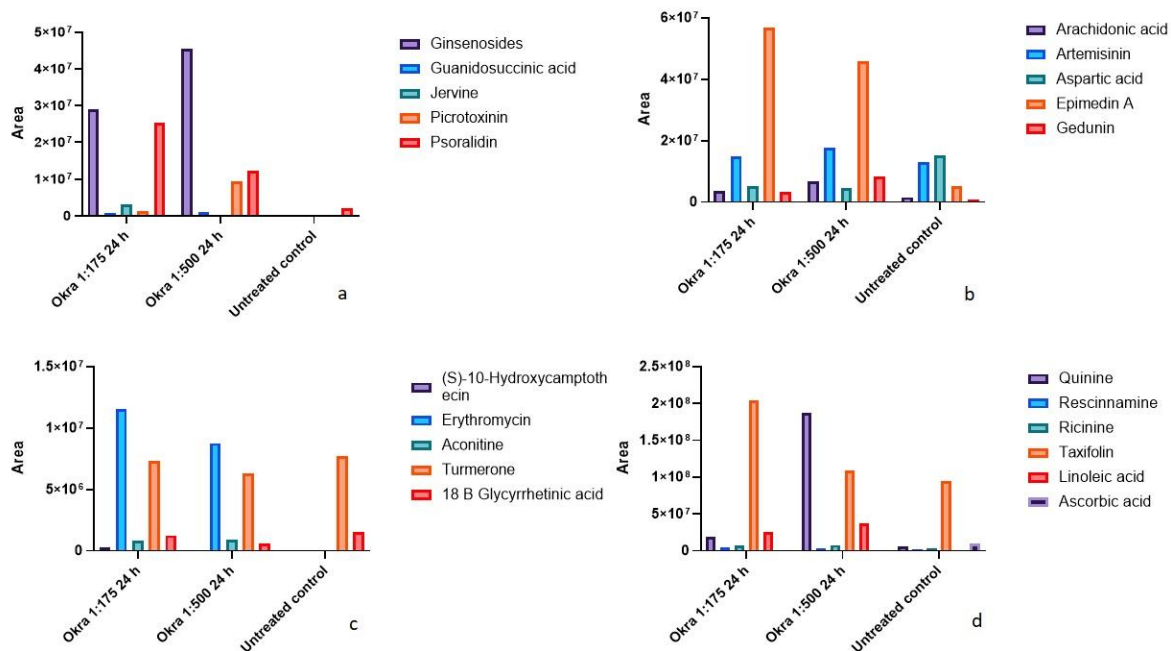 5×10⁷
4×10⁷
3×10⁷
2×10⁷
1×10⁷
0
Area
Okra 1:175 24 h
Okra 1:500 24 h
Untreated control
Ginsenosides
Guanidosuccinic acid
Jervine
Picrotoxinin
Psoralidin
a
6×10⁷
4×10⁷
2×10⁷
0
Area
Okra 1:175 24 h
Okra 1:500 24 h
Untreated control
Arachidonic acid
Artemisinin
Aspartic acid
Epimedin A
Gedunin
b
1.5×10⁷
1×10⁷
5×10⁶
0
Area
Okra 1:175 24 h
Okra 1:500 24 h
Untreated control
(S)-10-Hydroxycamptoth
ecin
Erythromycin
Aconitine
Turmerone
18 B Glycyrrhetinic acid
c
2.5×10⁸
2×10⁸
1.5×10⁸
1×10⁸
5×10⁷
0
Area
Okra 1:175 24 h
Okra 1:500 24 h
Untreated control
Quinine
Rescinnamine
Ricinine
Taxifolin
Linoleic acid
Ascorbic acid
d